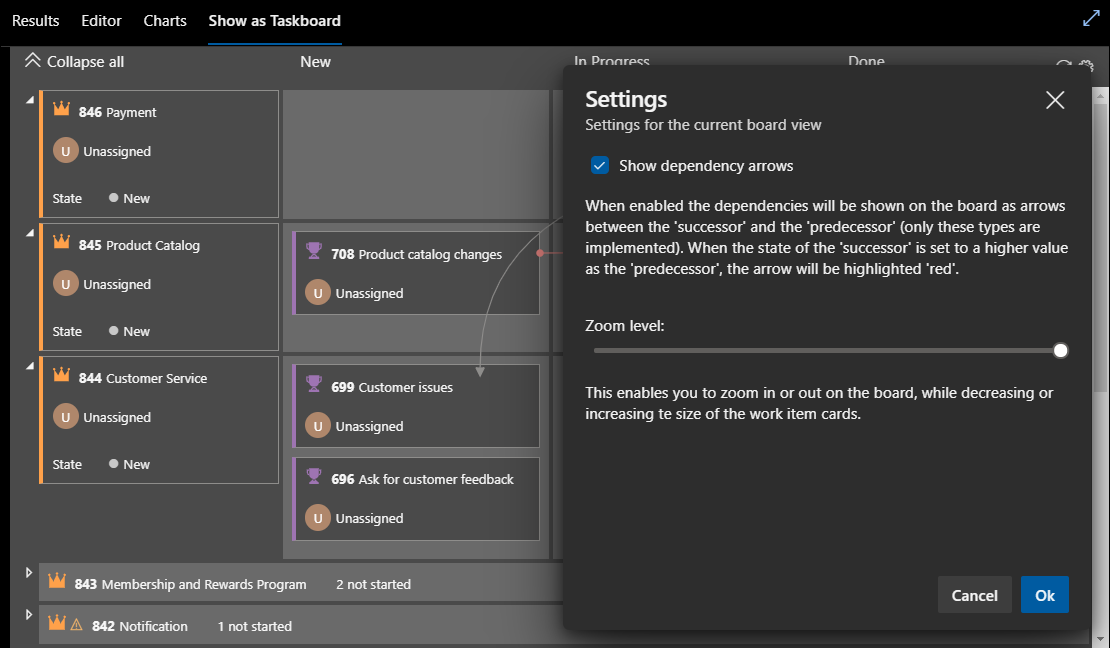 Results Editor Charts Show as Taskboard
Collapse all New In Progress Done
846 Payment
U Unassigned
State New
845 Product Catalog
U Unassigned
State New
708 Product catalog changes
U Unassigned
844 Customer Service
U Unassigned
State New
699 Customer issues
U Unassigned
696 Ask for customer feedback
U Unassigned
843 Membership and Rewards Program 2 not started
842 Notification 1 not started
Settings
Settings for the current board view
Show dependency arrows
When enabled the dependencies will be shown on the board as arrows
between the 'successor' and the 'predecessor' (only these types are
implemented). When the state of the 'successor' is set to a higher value
as the 'predecessor', the arrow will be highlighted 'red'.
Zoom level:
This enables you to zoom in or out on the board, while decreasing or
increasing te size of the work item cards.
Cancel Ok